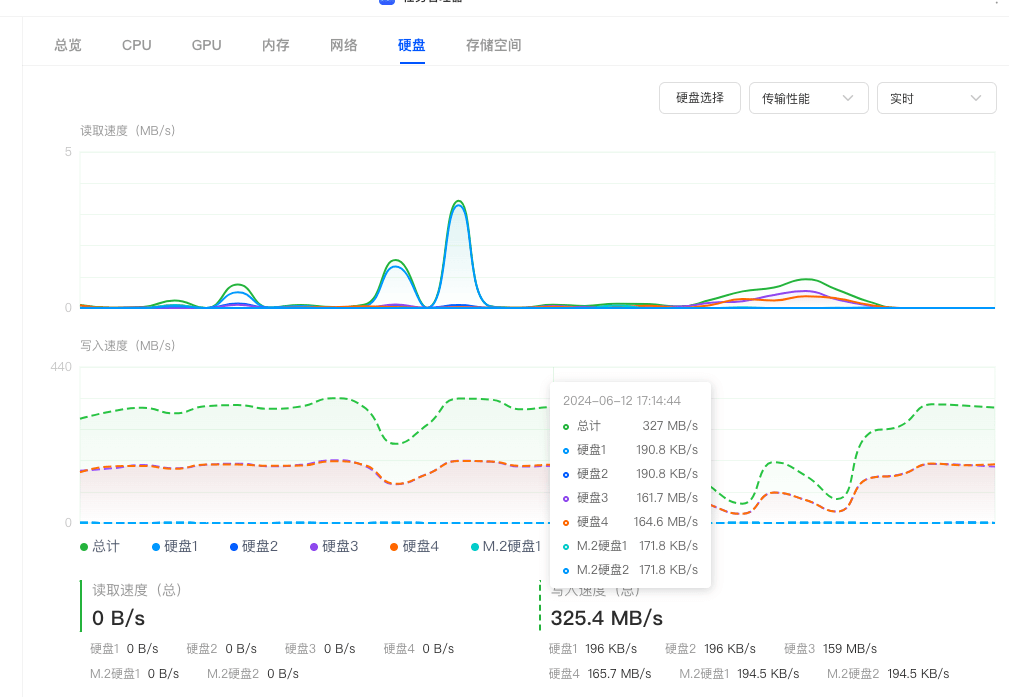 总览 CPU GPU 内存 网络 硬盘 存储空间
硬盘选择 传输性能 实时
读取速度（MB/s）
5
0
写入速度（MB/s）
440
0
2024-06-12 17:14:44
总计 327 MB/s
硬盘1 190.8 KB/s
硬盘2 190.8 KB/s
硬盘3 161.7 MB/s
硬盘4 164.6 MB/s
M.2硬盘1 171.8 KB/s
M.2硬盘2 171.8 KB/s
总计 硬盘1 硬盘2 硬盘3 硬盘4 M.2硬盘1
读取速度（总）
0 B/s
硬盘1 0 B/s 硬盘2 0 B/s 硬盘3 0 B/s 硬盘4 0 B/s
M.2硬盘1 0 B/s M.2硬盘2 0 B/s
写入速度（总）
325.4 MB/s
硬盘1 196 KB/s 硬盘2 196 KB/s 硬盘3 159 MB/s
硬盘4 165.7 MB/s M.2硬盘1 194.5 KB/s M.2硬盘2 194.5 KB/s